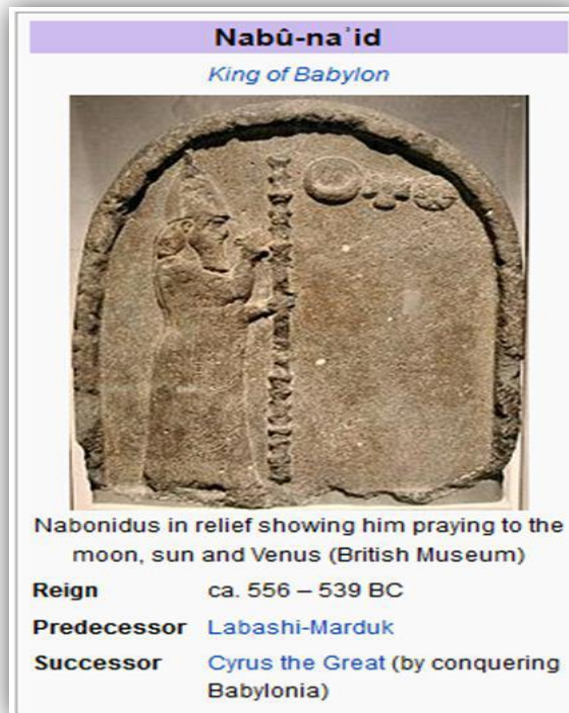 Nabû-naʾid
King of Babylon
Nabonidus in relief showing him praying to the
moon, sun and Venus (British Museum)
Reign ca. 556 – 539 BC
Predecessor Labashi-Marduk
Successor Cyrus the Great (by conquering
Babylonia)